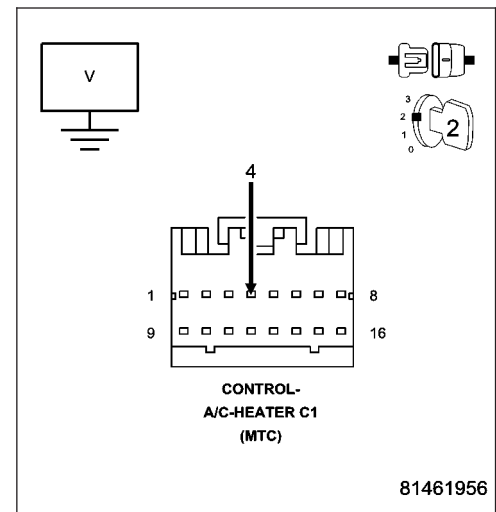 V
3
2
1
0
2
4
1 8
9 16
CONTROL-
A/C-HEATER C1
(MTC)
81461956